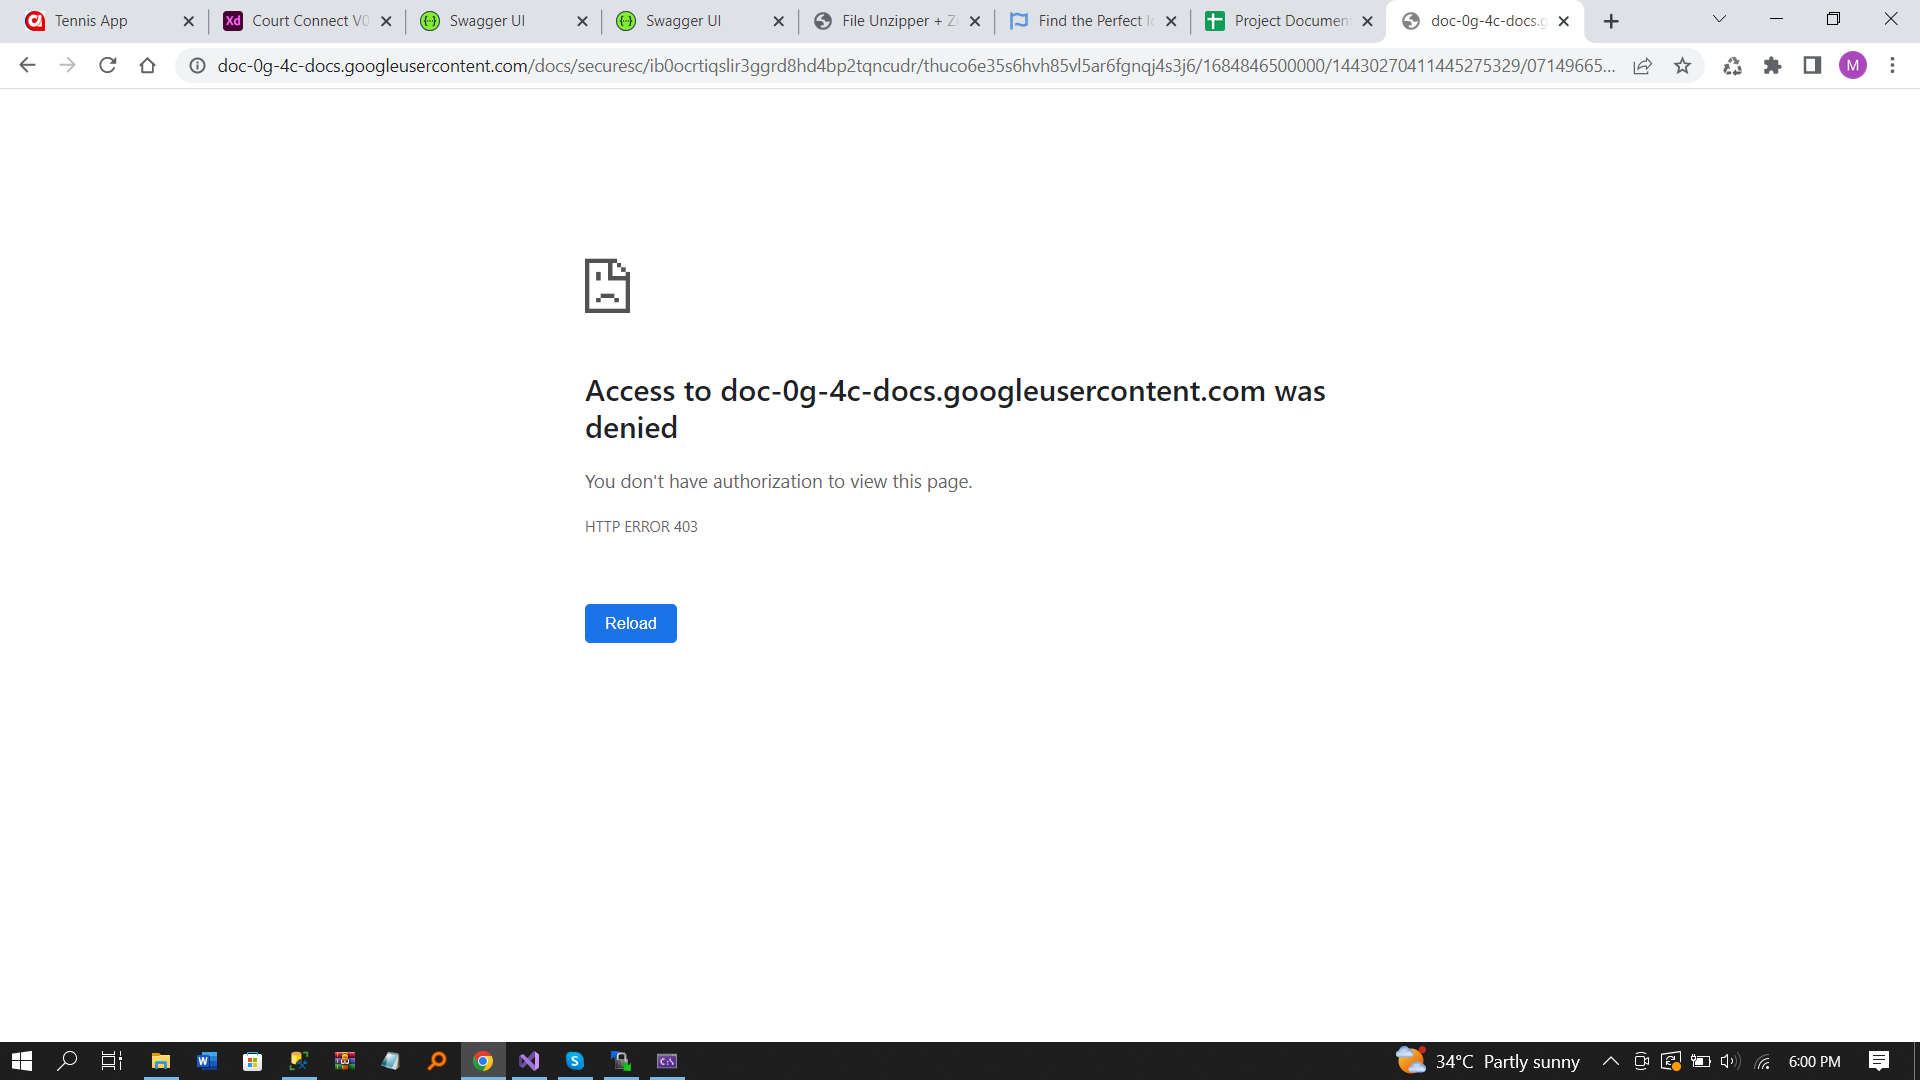 Tennis App
Court Connect V0
Swagger UI
Swagger UI
File Unzipper + Z
Find the Perfect
Project Documen
doc-0g-4c-docs.g
doc-0g-4c-docs.googleusercontent.com/docs/securesc/ib0ocrtiqslir3ggrd8hd4bp2tqncudr/thuco6e35s6hvh85vl5ar6fgnqj4s3j6/1684846500000/14430270411445275329/07149665...
M
Access to doc-0g-4c-docs.googleusercontent.com was
denied
You don't have authorization to view this page.
HTTP ERROR 403
Reload
34°C Partly sunny
6:00 PM